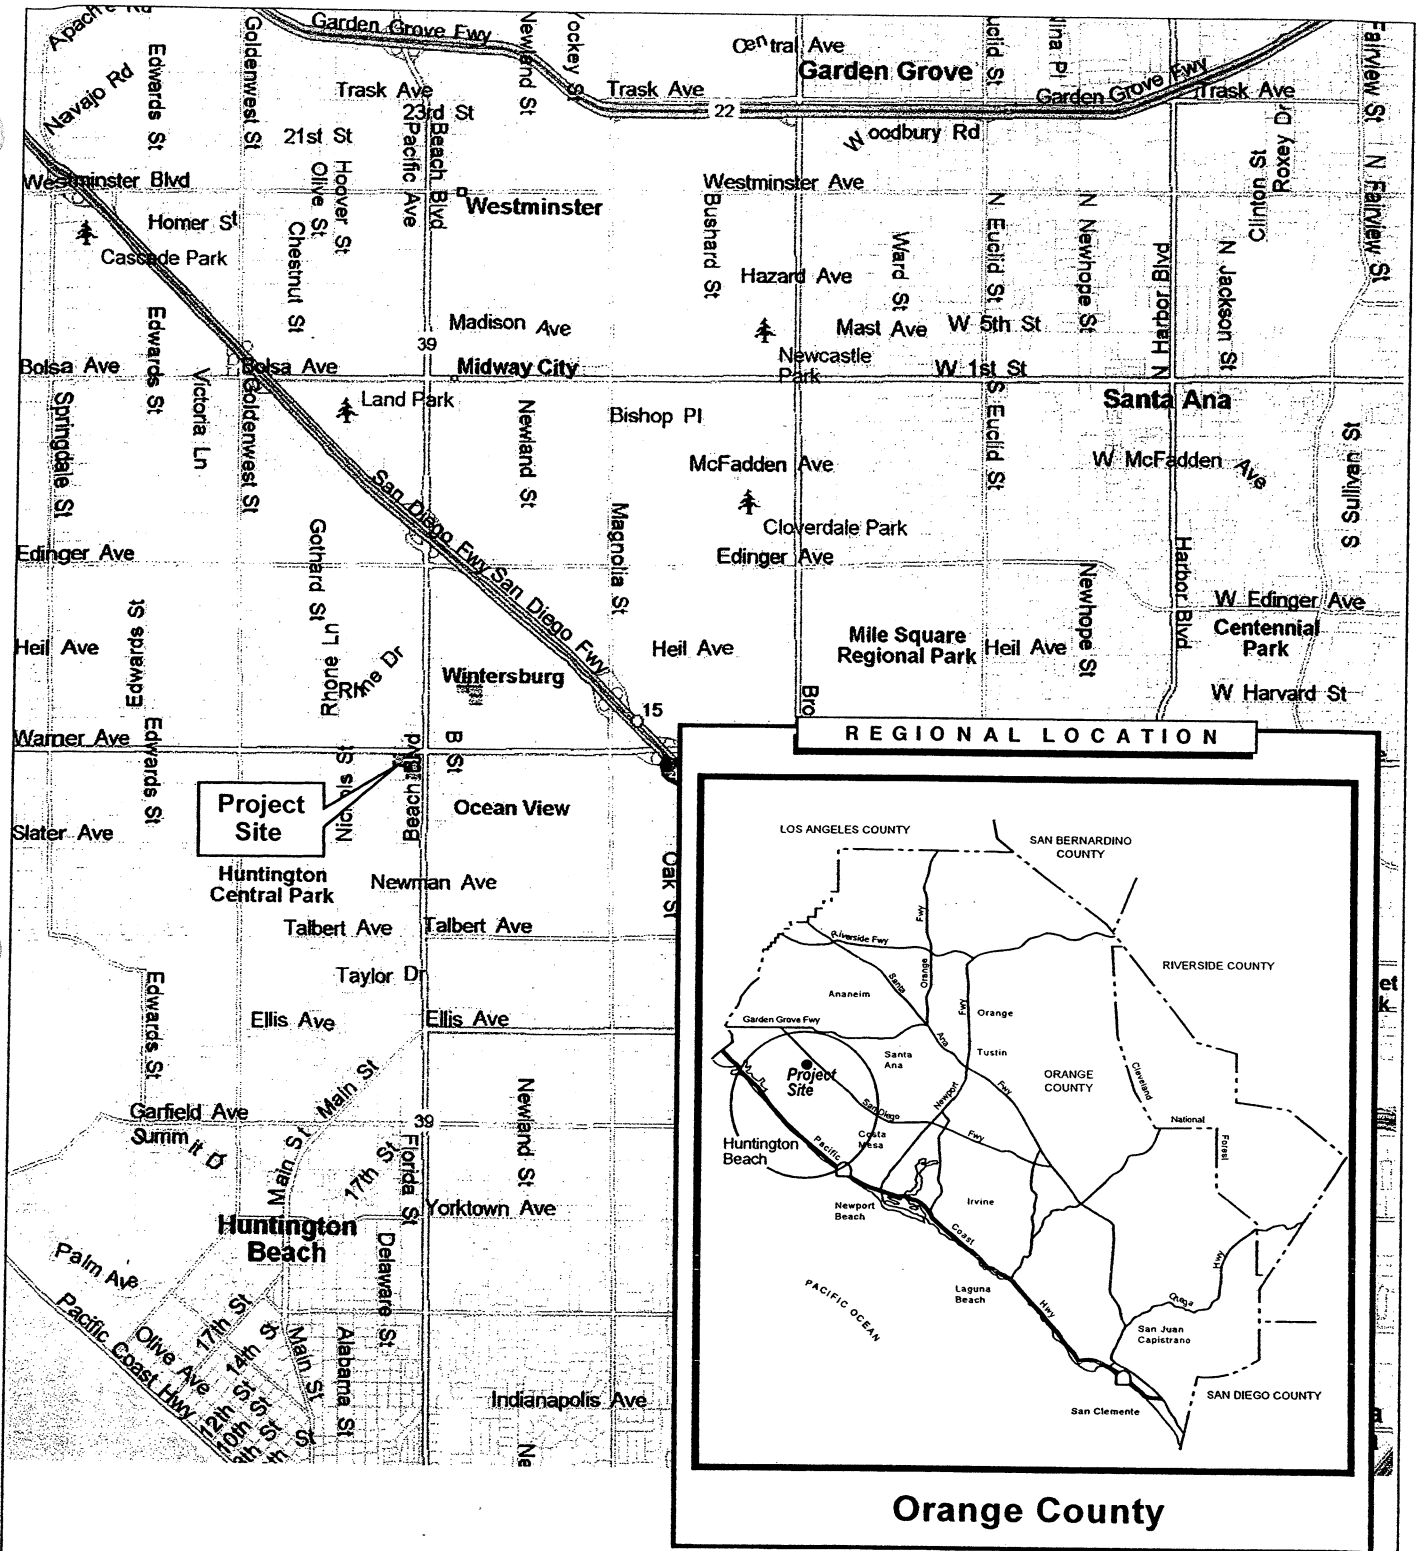 Apache Rd
Garden Grove Fwy
Central Ave
Garden Grove
Navajo Rd
Edwards St
Goldenwest St
Trask Ave
23rd St
Newland St
Trask Ave
22
Garden Grove Fwy
Trask Ave
Fairview St
21st St
Woodbury Rd
Roxey Dr
Clinton St
Westminster Blvd
Olive St
Hoover St
Pacific Ave
Beach Blvd
Westminster
Westminster Ave
N Fairview St
Homer St
Cascade Park
Chestnut St
Bushard St
Hazard Ave
Ward St
N Euclid St
N Newhope St
N Harbor Blvd
N Jackson St
Edwards St
Madison Ave
Mast Ave
W 5th St
39
Newcastle
Park
Bolsa Ave
Bolsa Ave
Midway City
W 1st St
Springdale St
Victoria Ln
Goldenwest St
Land Park
Newland St
Bishop Pl
S Euclid St
Santa Ana
McFadden Ave
W McFadden Ave
S Sullivan St
San Diego Fwy
San Diego Fwy
Cloverdale Park
Edinger Ave
Gothard St
Magnolia St
Edinger Ave
Newhope St
Harbor Blvd
W Edinger Ave
Edwards St
Heil Ave
Rhone Ln
Rhine Dr
Wintersburg
Heil Ave
Mile Square
Regional Park
Heil Ave
Centennial
Park
W Harvard St
15
Bro
Warner Ave
Edwards St
Nichols St
Beach Blvd
B St
Project
Site
Ocean View
Slater Ave
Huntington
Central Park
Newman Ave
Oak St
Talbert Ave
Talbert Ave
Taylor Dr
Edwards St
Ellis Ave
Ellis Ave
Main St
Garfield Ave
39
Summit D
Main St
17th St
Florida St
Newland St
Yorktown Ave
Huntington
Beach
Palm Ave
Delaware St
Pacific Coast Hwy
Olive Ave
17th St
14th St
Main St
Alabama St
12th St
10th St
St
Indianapolis Ave
Ne
REGIONAL LOCATION
LOS ANGELES COUNTY
SAN BERNARDINO
COUNTY
Riverside Fwy
Orange Fwy
RIVERSIDE COUNTY
Anaheim
Santa Ana Fwy
Garden Grove Fwy
Orange
Santa
Ana
Tustin
Project
Site
ORANGE
COUNTY
Cleveland National Forest
San Diego Fwy
Newport Fwy
Costa
Mesa
Huntington
Beach
Pacific Coast Hwy
Newport
Beach
Irvine
Laguna
Beach
PACIFIC OCEAN
Ortega Hwy
San Juan
Capistrano
SAN DIEGO COUNTY
San Clemente
Orange County